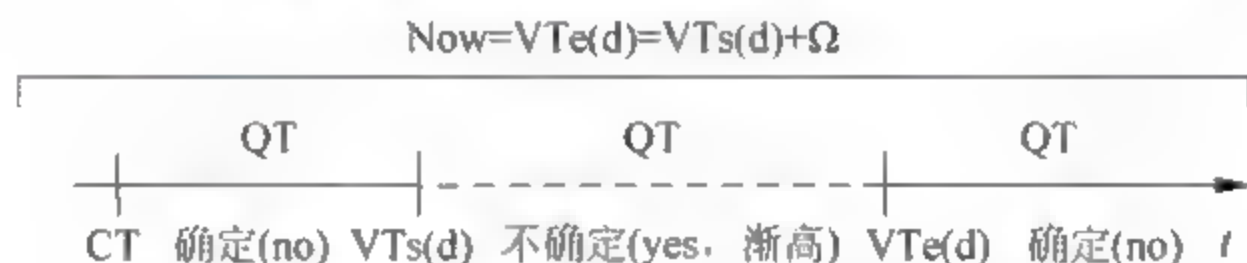 Now=VTe(d)=VTs(d)+Ω
QT QT QT
CT 确定(no) VTs(d) 不确定(yes，渐高) VTe(d) 确定(no) t